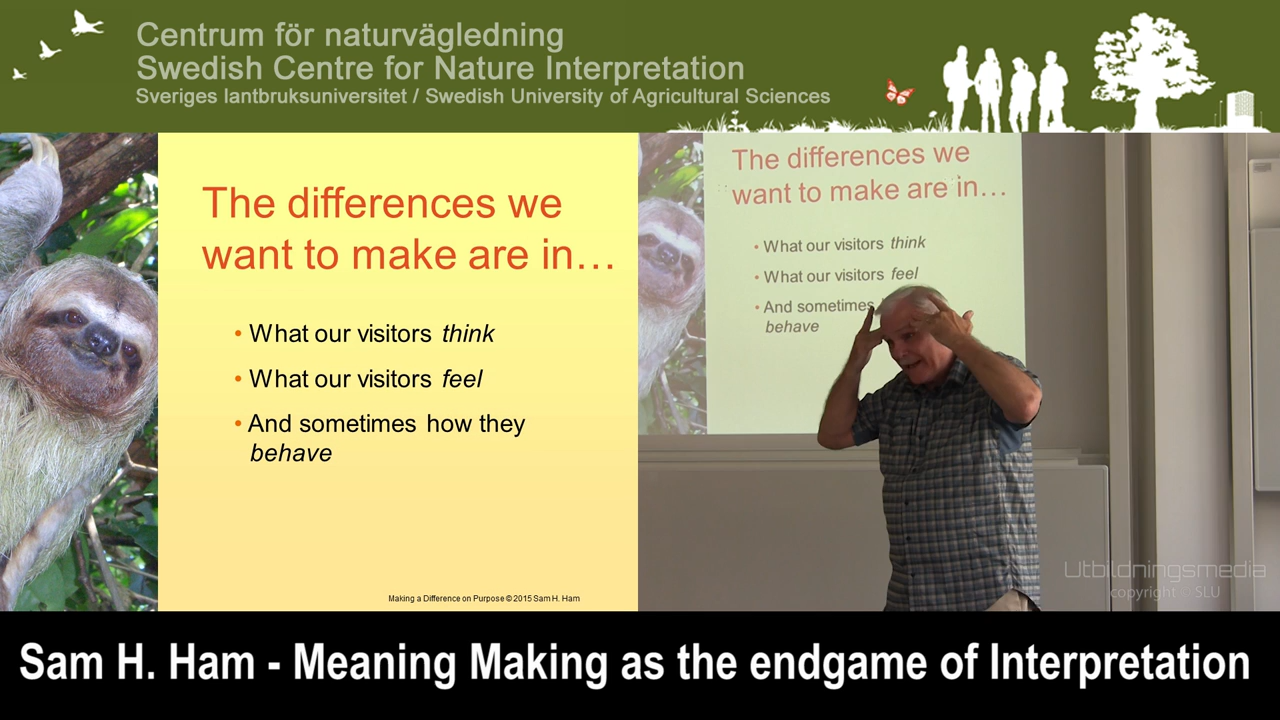 Centrum för naturvägledning
Swedish Centre for Nature Interpretation
Sveriges lantbruksuniversitet / Swedish University of Agricultural Sciences
The differences we
want to make are in…
• What our visitors think
• What our visitors feel
• And sometimes how they
behave
Making a Difference on Purpose © 2015 Sam H. Ham
The differences we
want to make are in…
• What our visitors think
• What our visitors feel
• And sometimes
behave
Utbildningsmedia
copyright © SLU
Sam H. Ham - Meaning Making as the endgame of Interpretation